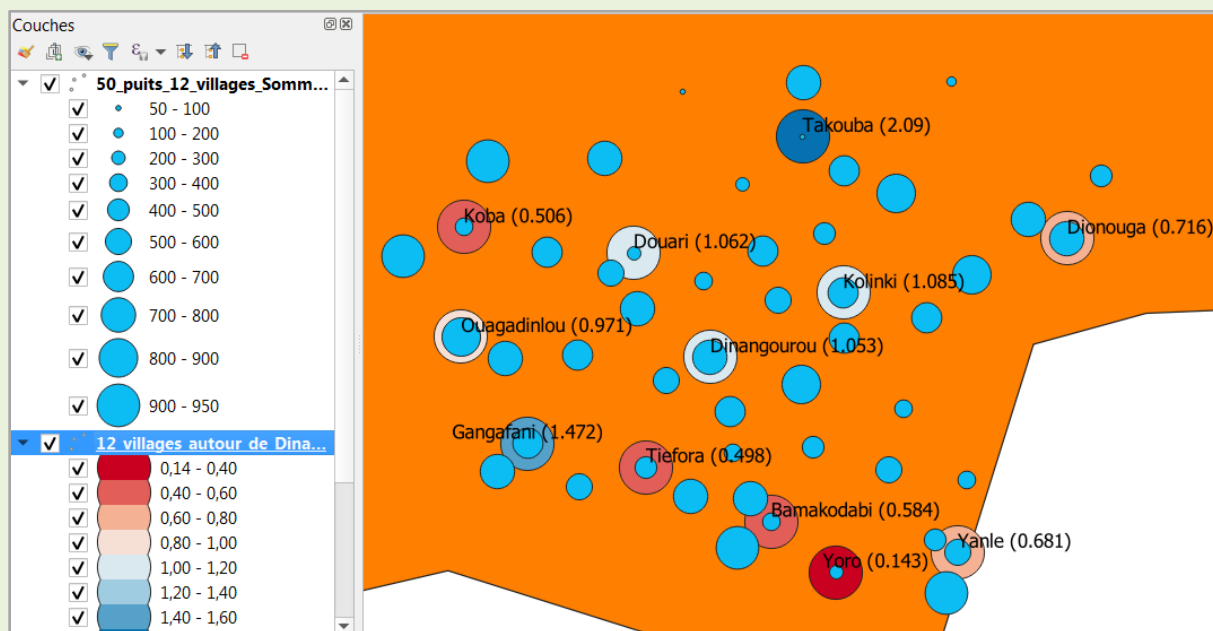 Couches
50_puits_12_villages_Somm...
50 - 100
100 - 200
200 - 300
300 - 400
400 - 500
500 - 600
600 - 700
700 - 800
800 - 900
900 - 950
12 villages autour de Dina...
0,14 - 0,40
0,40 - 0,60
0,60 - 0,80
0,80 - 1,00
1,00 - 1,20
1,20 - 1,40
1,40 - 1,60
Takouba (2.09)
Koba (0.506)
Dionouga (0.716)
Douari (1.062)
Kolinki (1.085)
Ouagadinlou (0.971)
Dinangourou (1.053)
Gangafani (1.472)
Tiefora (0.498)
Bamakodabi (0.584)
Yanle (0.681)
Yoro (0.143)